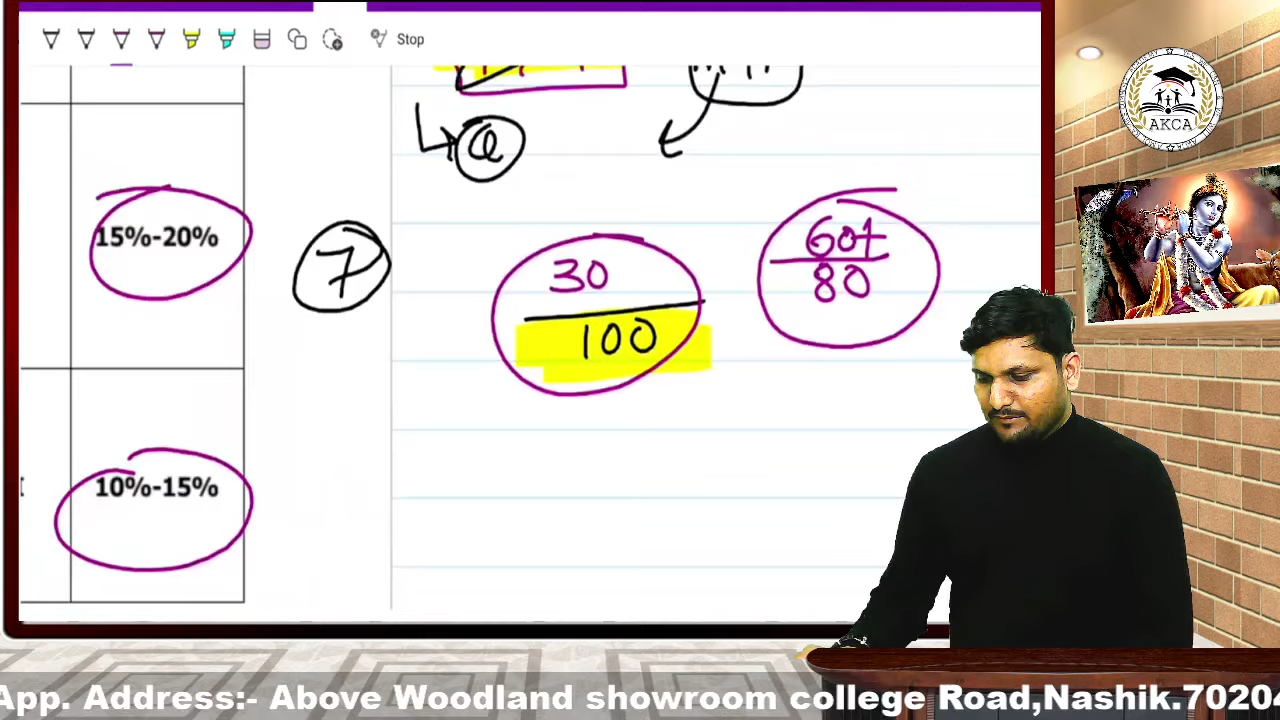 Stop
AKCA
Q
15%-20%
7
30
100
60+
80
10%-15%
App. Address:- Above Woodland showroom college Road,Nashik.7020